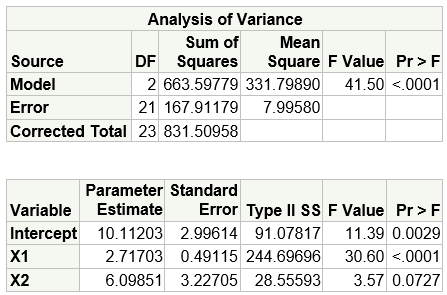 Analysis of Variance
Source DF Sum of Squares Mean Square F Value Pr > F
Model 2 663.59779 331.79890 41.50 <.0001
Error 21 167.91179 7.99580
Corrected Total 23 831.50958
Variable Parameter Estimate Standard Error Type II SS F Value Pr > F
Intercept 10.11203 2.99614 91.07817 11.39 0.0029
X1 2.71703 0.49115 244.69696 30.60 <.0001
X2 6.09851 3.22705 28.55593 3.57 0.0727